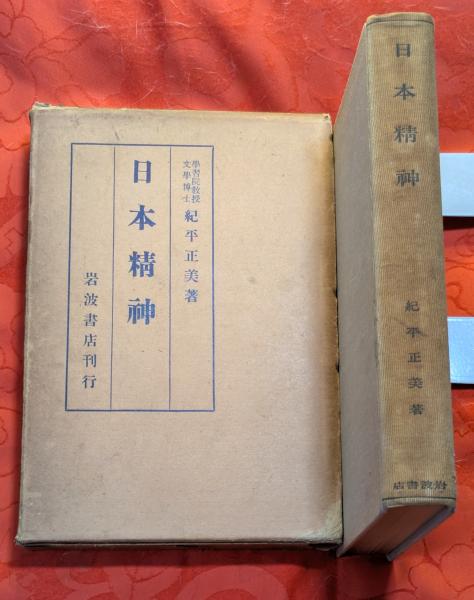 學習院教授
文學博士
紀平正美著
日本精神
岩波書店刊行
日本精神
紀平正美著
岩波書店